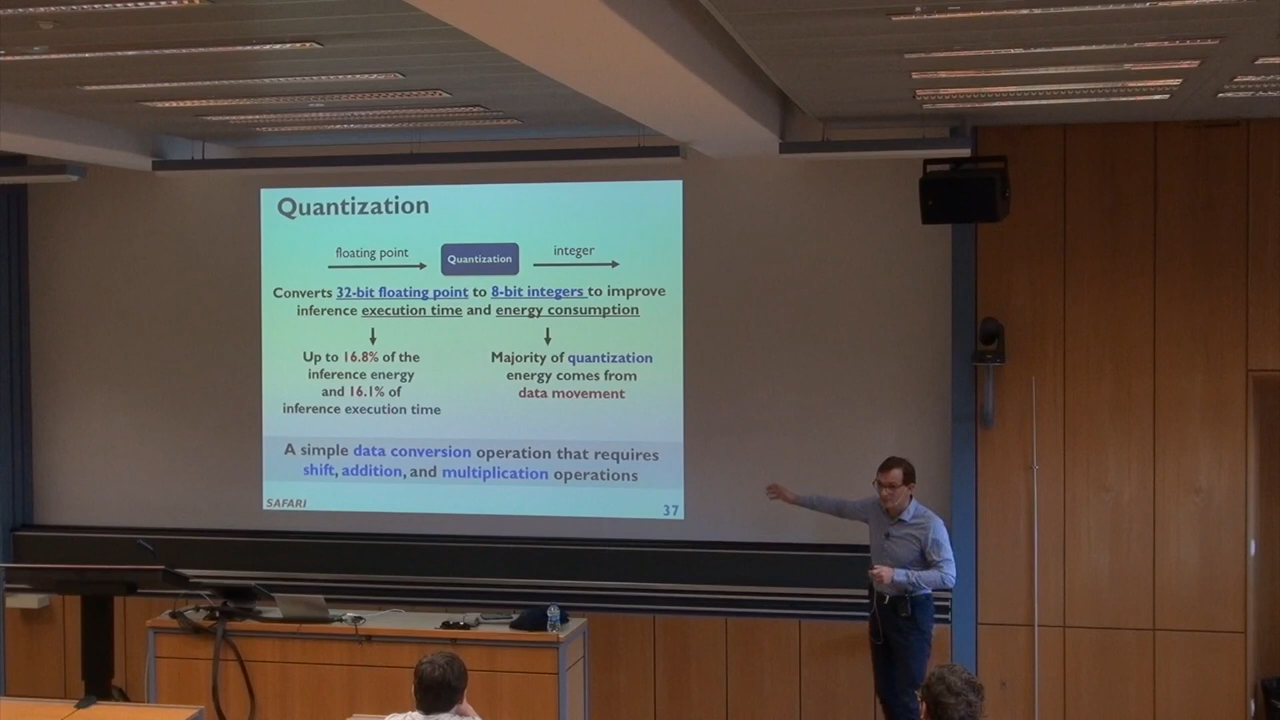 Quantization
floating point
Quantization
integer
Converts 32-bit floating point to 8-bit integers to improve
inference execution time and energy consumption
Up to 16.8% of the
inference energy
and 16.1% of
inference execution time
Majority of quantization
energy comes from
data movement
A simple data conversion operation that requires
shift, addition, and multiplication operations
SAFARI
37